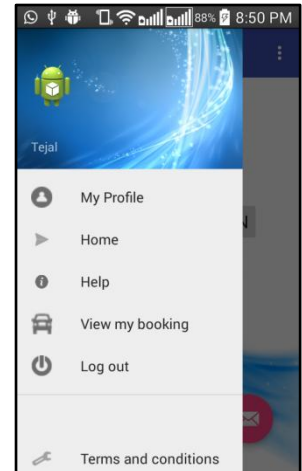 88% 8:50 PM
Tejal
My Profile
Home
Help
View my booking
Log out
Terms and conditions